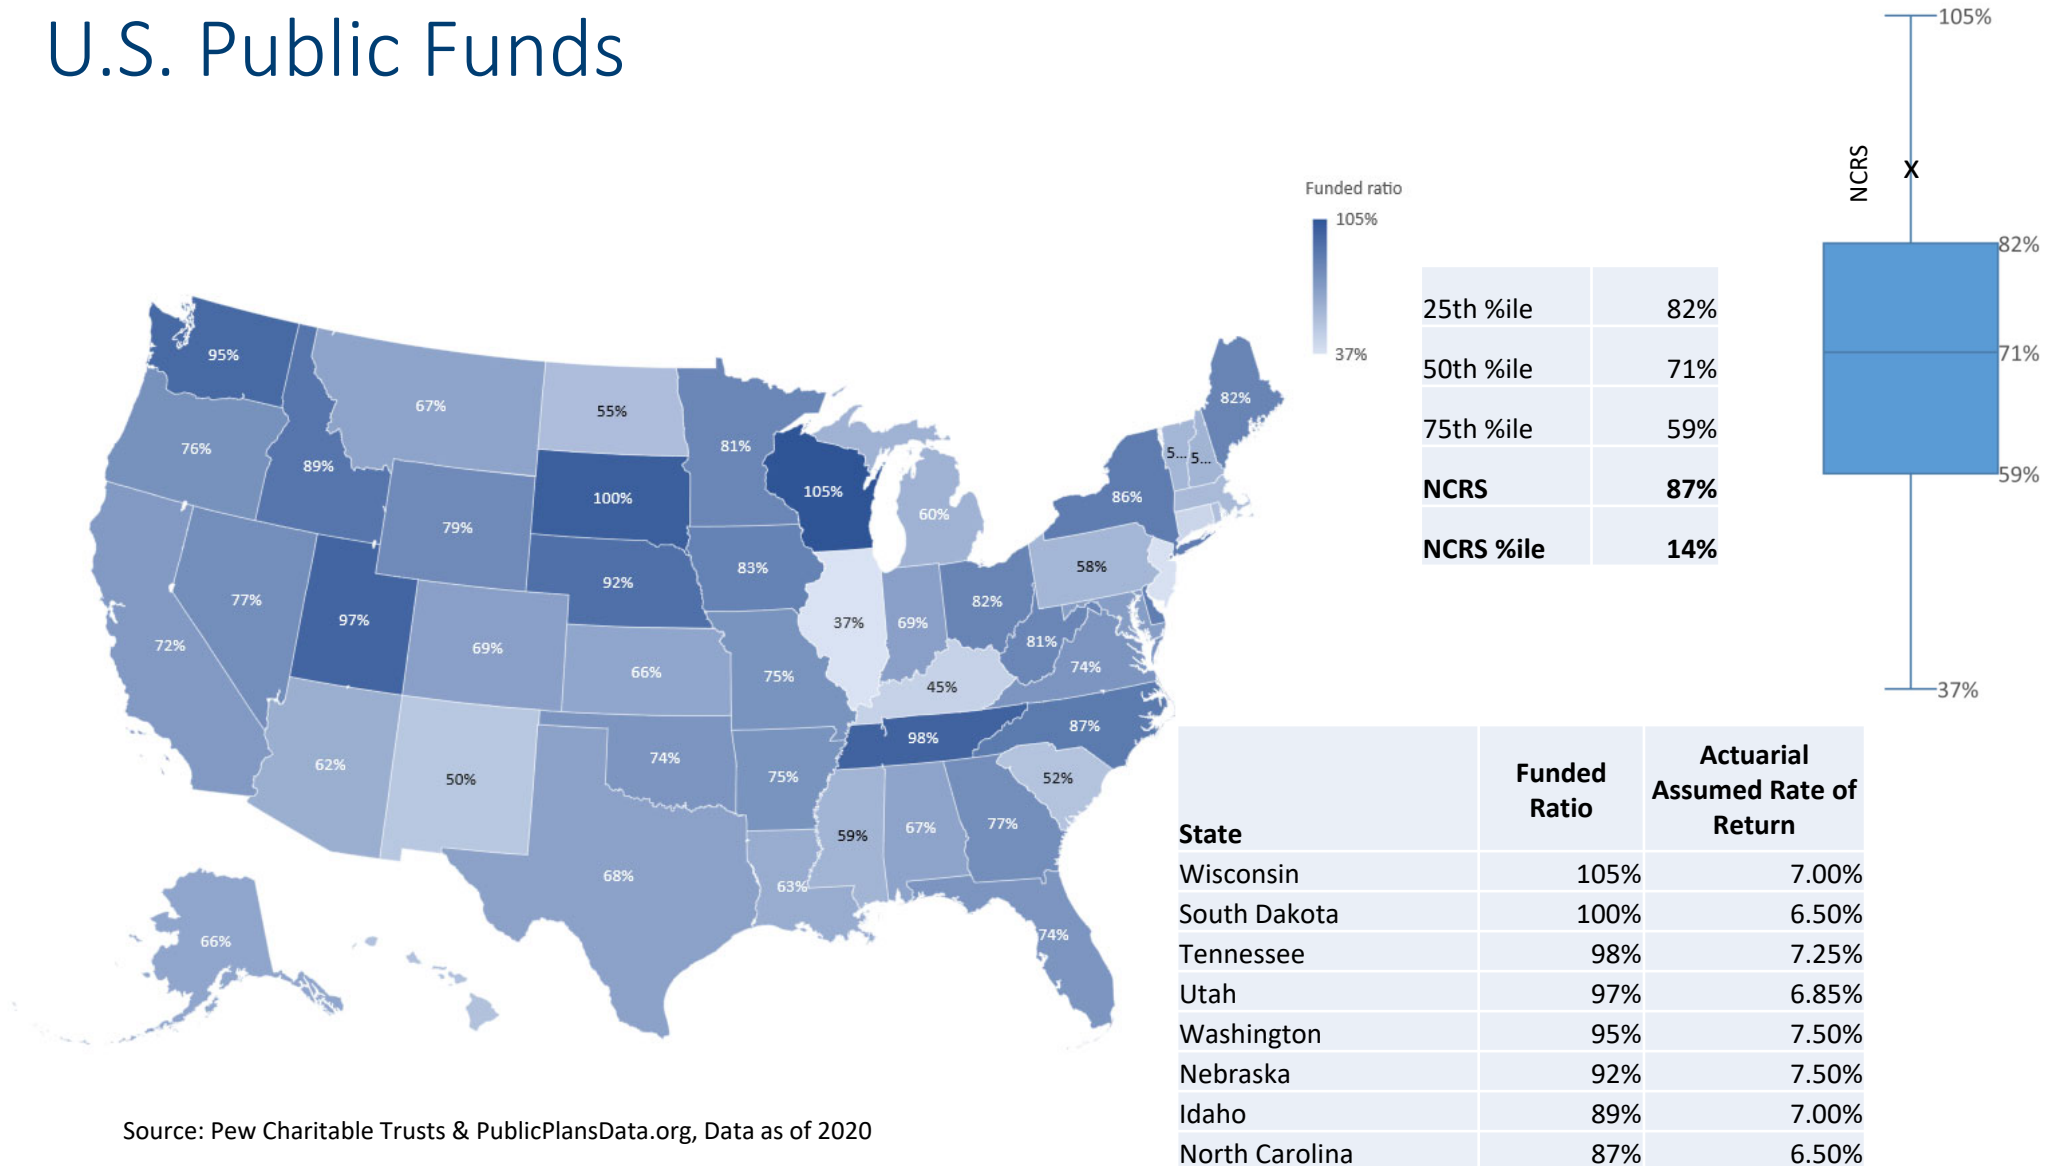 U.S. Public Funds
105%
NCRS
X
82%
71%
59%
37%
Funded ratio
105%
37%
25th %ile 82%
50th %ile 71%
75th %ile 59%
NCRS 87%
NCRS %ile 14%
95%
67%
55%
81%
82%
76%
89%
100%
105%
60%
86%
5...
5...
79%
77%
97%
92%
83%
58%
72%
69%
66%
75%
37%
69%
82%
81%
74%
45%
87%
98%
62%
50%
74%
75%
52%
59%
67%
77%
68%
63%
74%
66%
State Funded Ratio Actuarial Assumed Rate of Return
Wisconsin 105% 7.00%
South Dakota 100% 6.50%
Tennessee 98% 7.25%
Utah 97% 6.85%
Washington 95% 7.50%
Nebraska 92% 7.50%
Idaho 89% 7.00%
North Carolina 87% 6.50%
Source: Pew Charitable Trusts & PublicPlansData.org, Data as of 2020